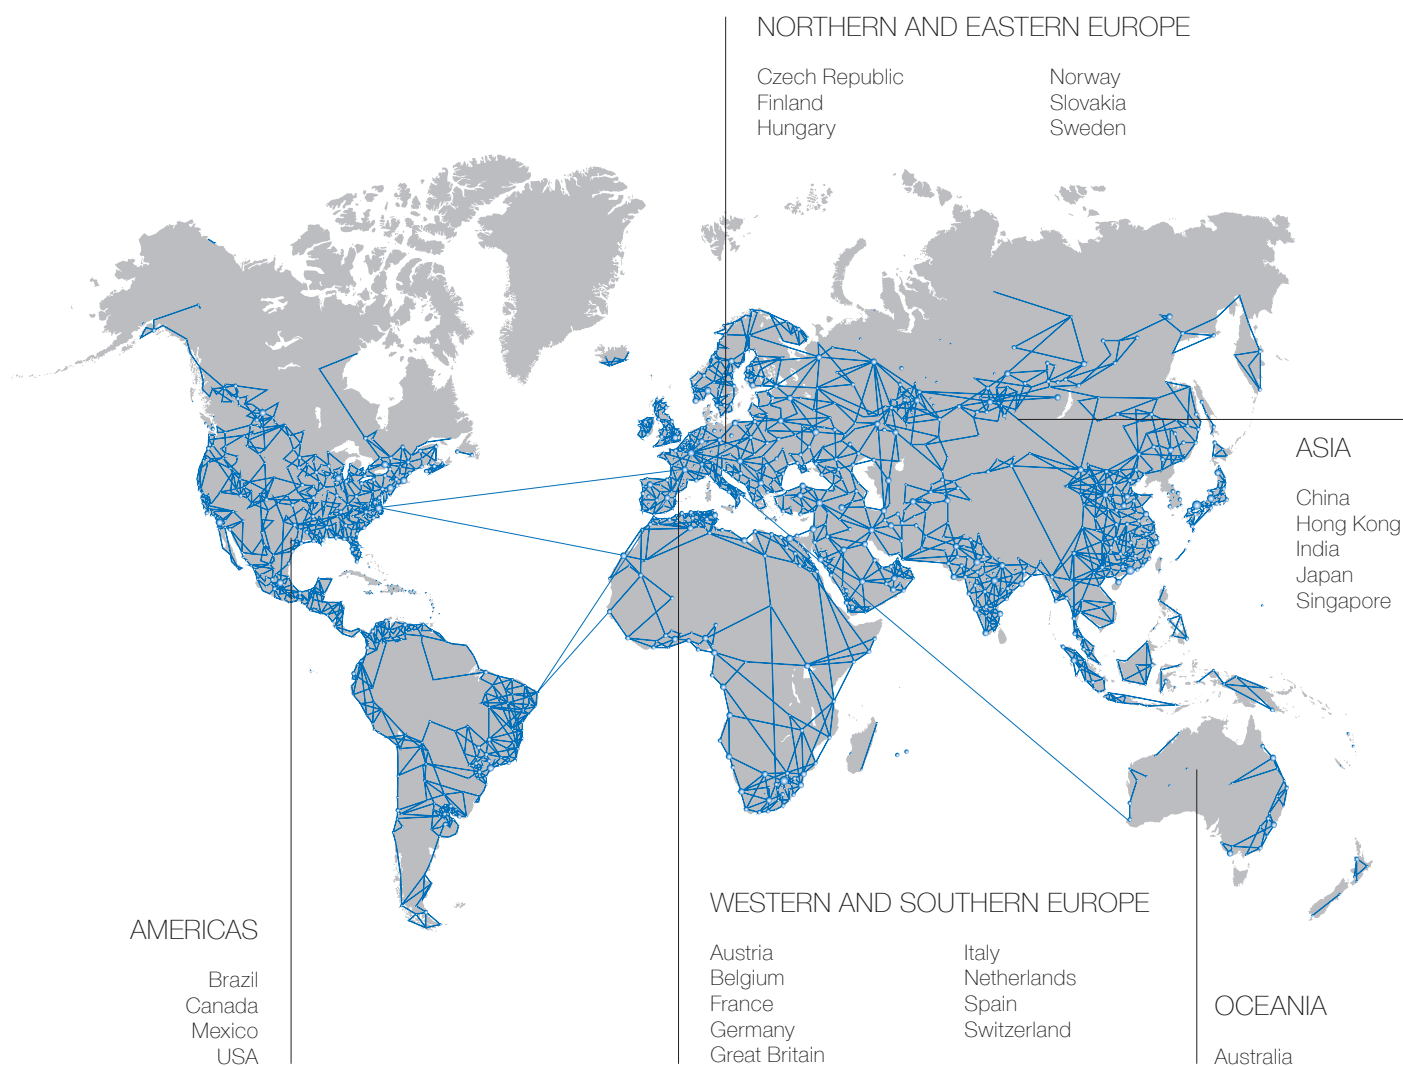 NORTHERN AND EASTERN EUROPE
Czech Republic
Finland
Hungary
Norway
Slovakia
Sweden
ASIA
China
Hong Kong
India
Japan
Singapore
AMERICAS
Brazil
Canada
Mexico
USA
WESTERN AND SOUTHERN EUROPE
Austria
Belgium
France
Germany
Great Britain
Italy
Netherlands
Spain
Switzerland
OCEANIA
Australia